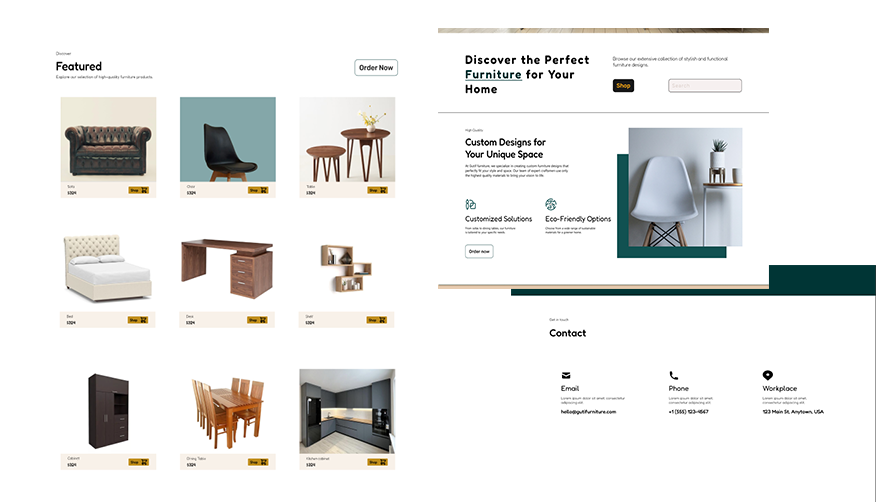 Discover
Featured
Explore our selection of high-quality furniture products.
Order Now
Sofa
$324
Shop
Chair
$324
Shop
Table
$324
Shop
Bed
$324
Shop
Desk
$324
Shop
Shelf
$324
Shop
Cabinet
$324
Shop
Dining Table
$324
Shop
Kitchen cabinet
$324
Shop
Discover the Perfect
Furniture for Your
Home
Browse our extensive collection of stylish and functional
furniture designs.
Shop
Search
High Quality
Custom Designs for
Your Unique Space
At Gutif furniture, we specialize in creating custom furniture designs that
perfectly fit your style and space. Our team of expert craftsmen use only
the highest quality materials to bring your vision to life.
Customized Solutions
From sofas to dining tables, our furniture
is tailored to your specific needs.
Eco-Friendly Options
Choose from a wide range of sustainable
materials for a greener home.
Order now
Get in touch
Contact
Email
Lorem ipsum dolor sit amet, consectetur
adipiscing elit.
hello@gutifurniture.com
Phone
Lorem ipsum dolor sit amet,
consectetur adipiscing elit.
+1 (555) 123-4567
Workplace
Lorem ipsum dolor sit amet,
consectetur adipiscing elit.
123 Main St, Anytown, USA